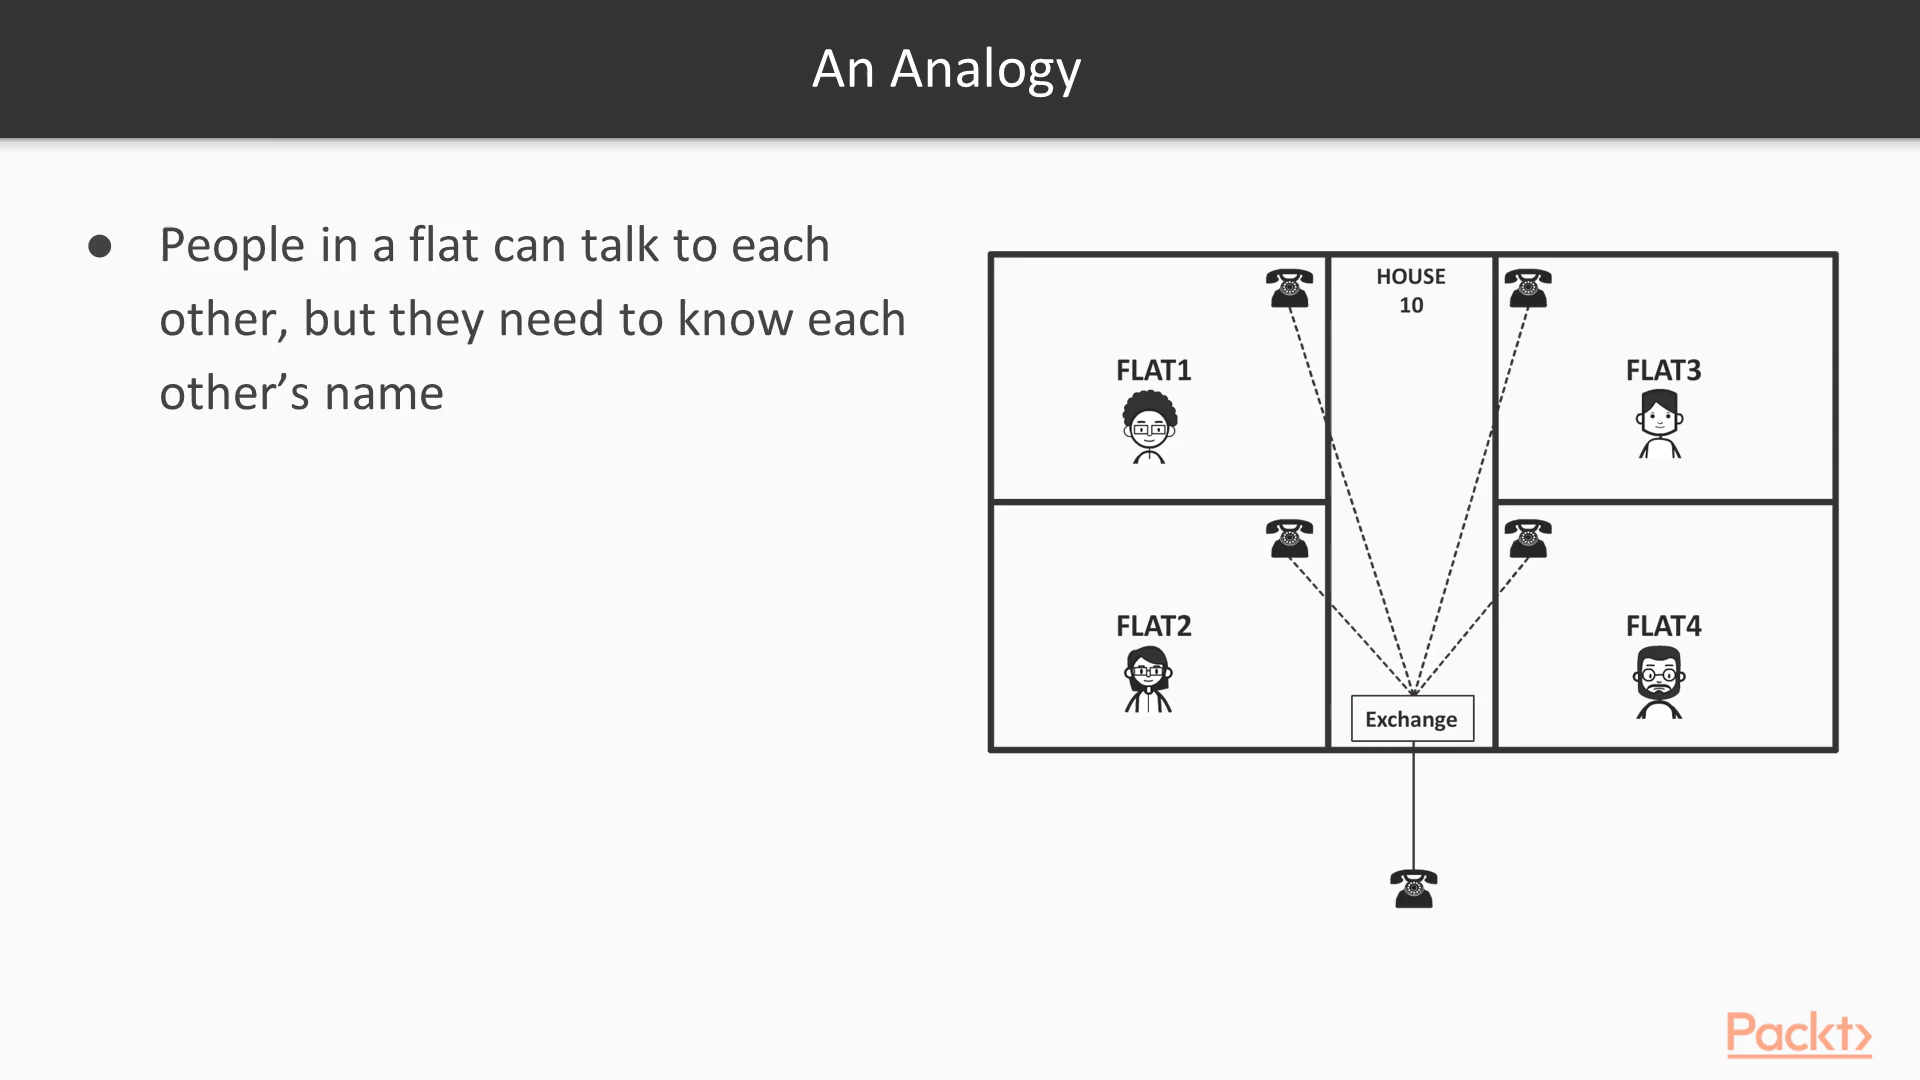 An Analogy
● People in a flat can talk to each
other, but they need to know each
other’s name
HOUSE
10
FLAT1
FLAT3
FLAT2
FLAT4
Exchange
Packt>